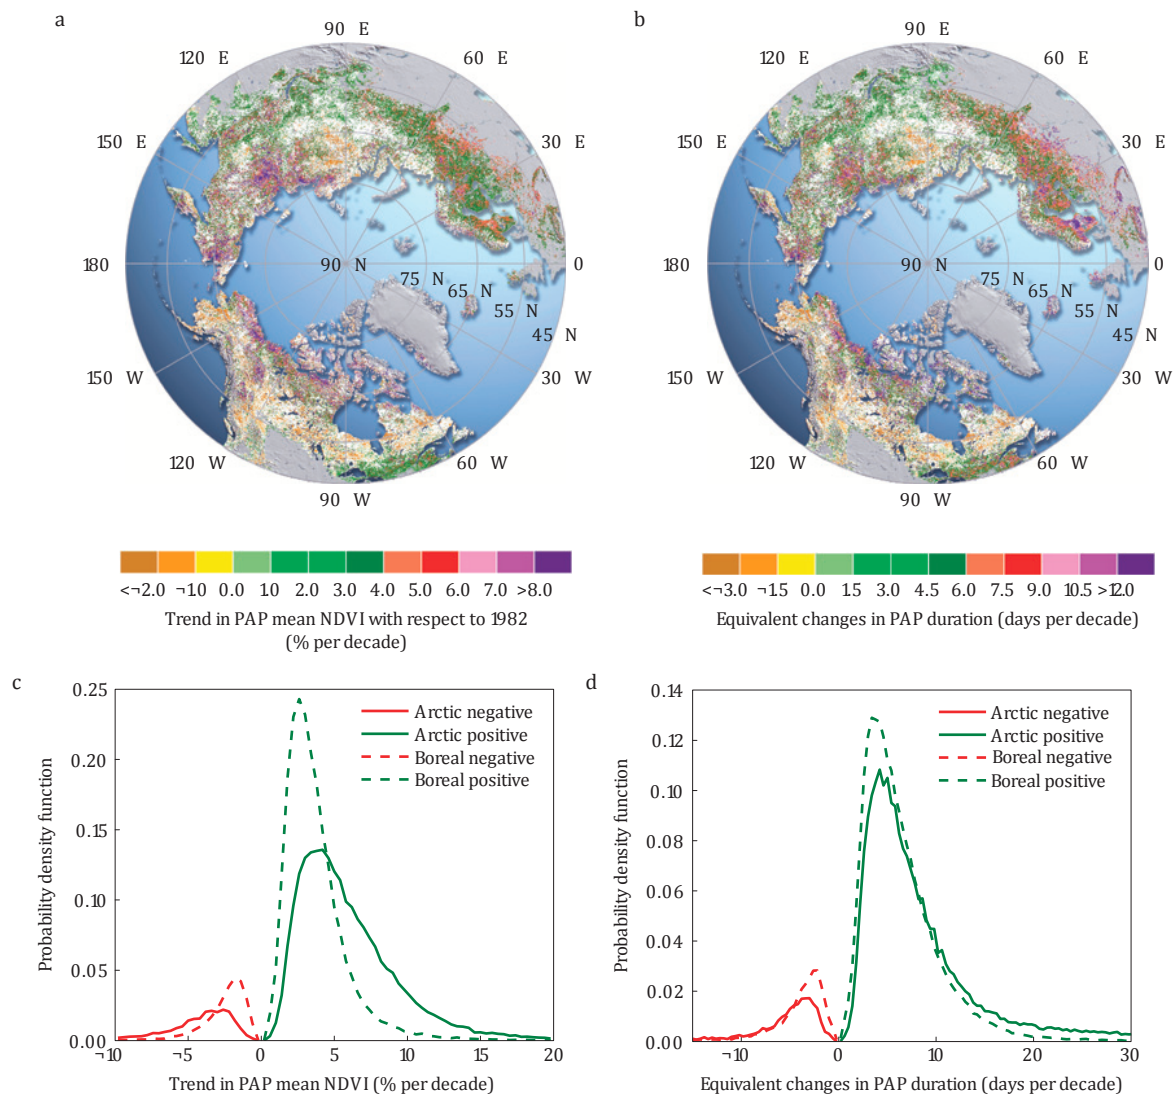 a
90 E
120 E
60 E
150 E
30 E
180
90 N
75 N
65 N
55 N
45 N
0
150 W
30 W
120 W
60 W
90 W
<¬2.0 ¬10 0.0 10 2.0 3.0 4.0 5.0 6.0 7.0 >8.0
Trend in PAP mean NDVI with respect to 1982
(% per decade)
b
90 E
120 E
60 E
150 E
30 E
180
90 N
75 N
65 N
55 N
45 N
0
150 W
30 W
120 W
60 W
90 W
<¬3.0 ¬1.5 0.0 15 3.0 4.5 6.0 7.5 9.0 10.5 >12.0
Equivalent changes in PAP duration (days per decade)
c
0.25
0.20
0.15
0.10
0.05
0.00
Probability density function
Arctic negative
Arctic positive
Boreal negative
Boreal positive
¬10 ¬5 0 5 10 15 20
Trend in PAP mean NDVI (% per decade)
d
0.14
0.12
0.10
0.08
0.06
0.04
0.02
0.00
Probability density function
Arctic negative
Arctic positive
Boreal negative
Boreal positive
¬10 0 10 20 30
Equivalent changes in PAP duration (days per decade)